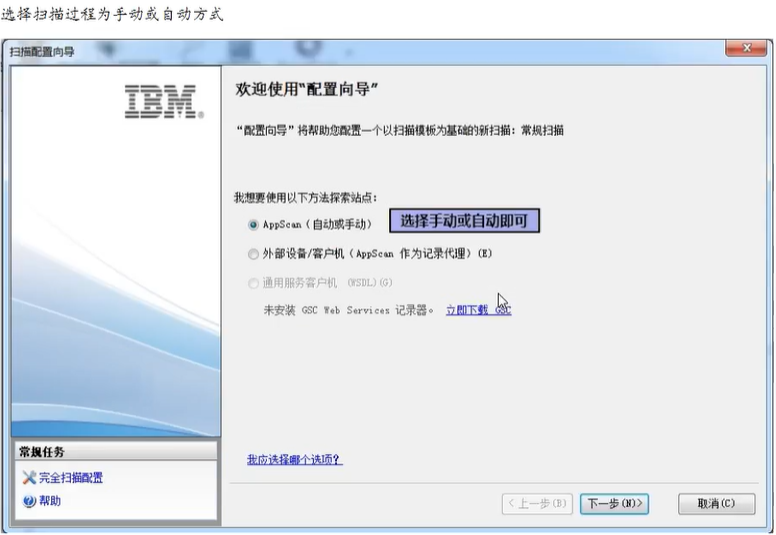 选择扫描过程为手动或自动方式
扫描配置向导
IBM.
欢迎使用“配置向导”
“配置向导”将帮助您配置一个以扫描模板为基础的新扫描：常规扫描
我想要使用以下方法探索站点：
AppScan（自动或手动） 选择手动或自动即可
外部设备/客户机（AppScan 作为记录代理）(E)
通用服务客户机 (WSDL)(G)
未安装 GSC Web Services 记录器。 立即下载 GSC
常规任务
完全扫描配置
帮助
我应选择哪个选项？
<上一步(B) 下一步(N)> 取消(C)